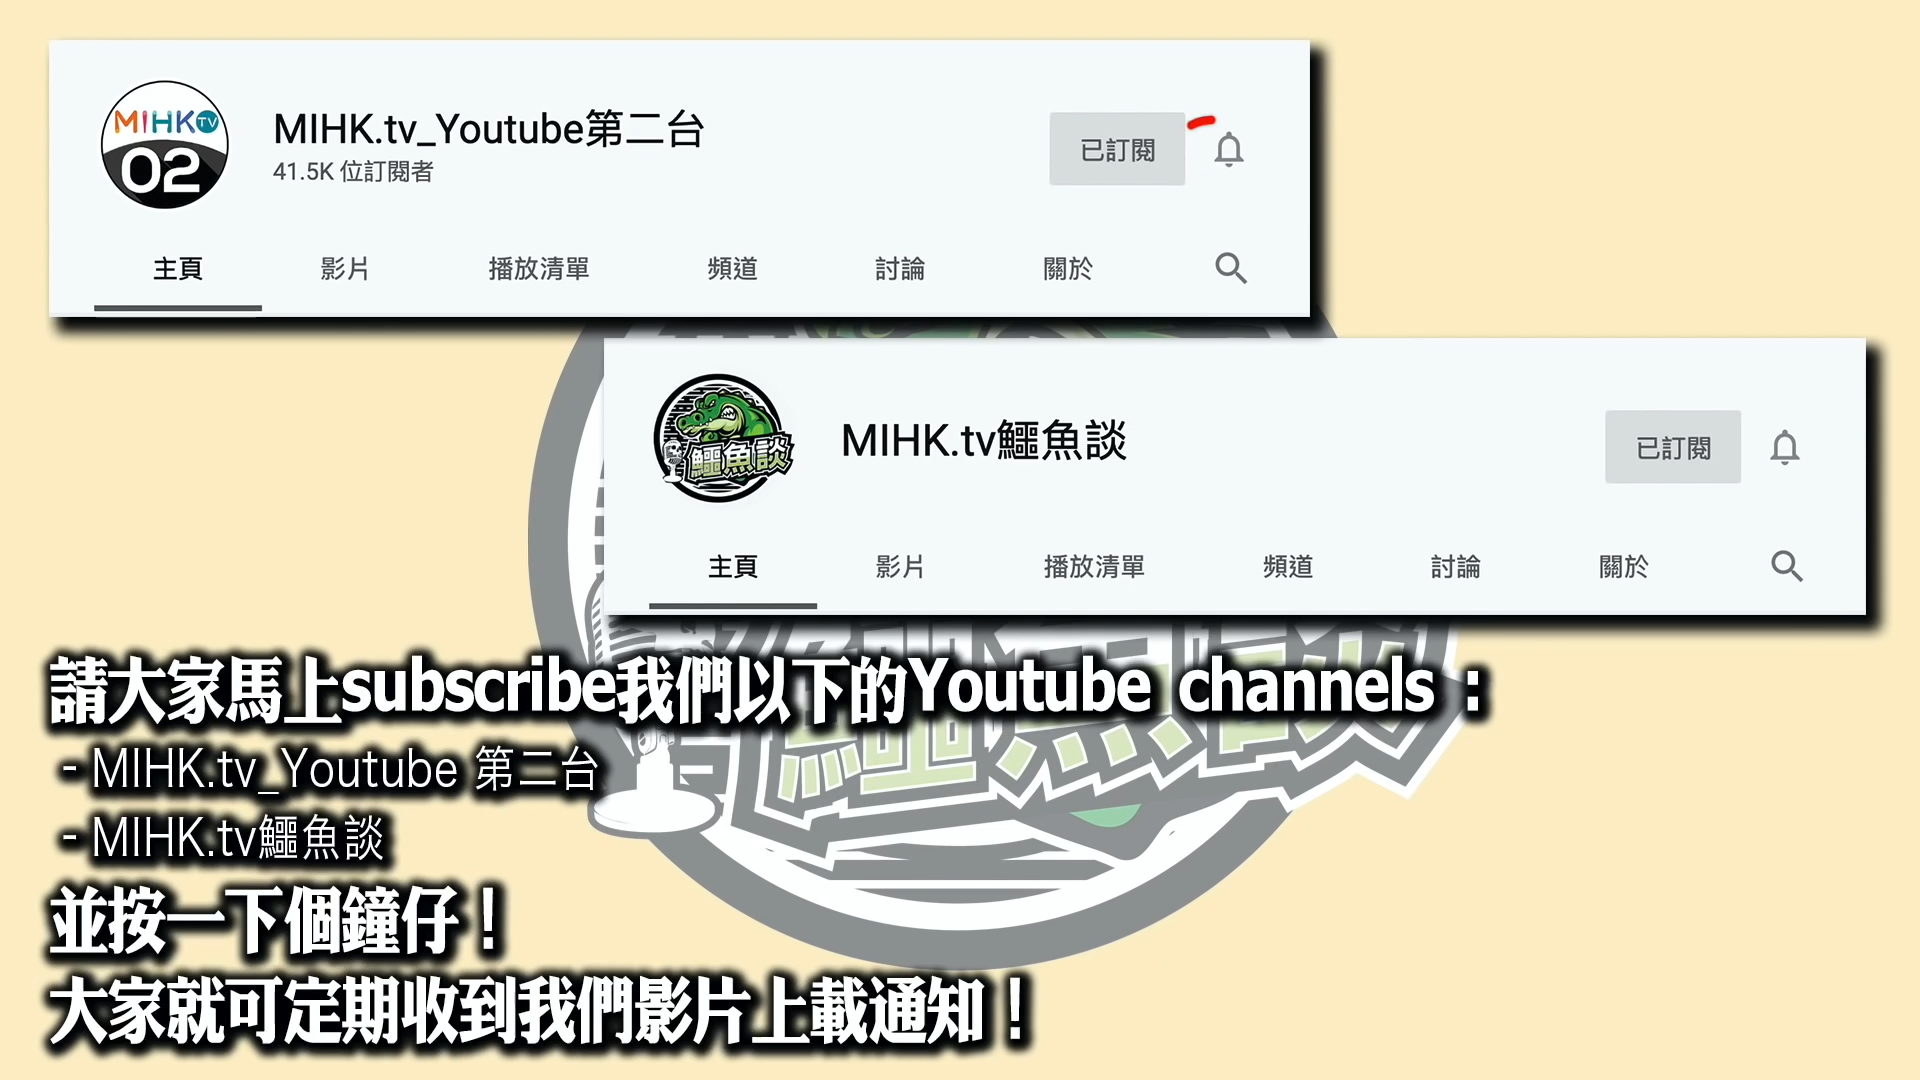 MIHK TV
02
MIHK.tv_Youtube第二台
41.5K 位訂閱者
已訂閱
主頁 影片 播放清單 頻道 討論 關於
鱷魚談
MIHK.tv鱷魚談
已訂閱
主頁 影片 播放清單 頻道 討論 關於
鱷魚談
請大家馬上subscribe我們以下的Youtube channels：
- MIHK.tv_Youtube 第二台
- MIHK.tv鱷魚談
並按一下個鐘仔！
大家就可定期收到我們影片上載通知！